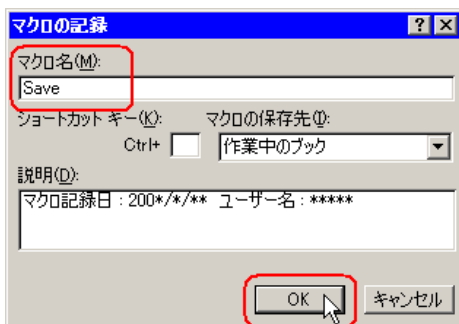 マクロの記録
マクロ名(M):
Save
ショートカット キー(K): マクロの保存先(I):
Ctrl+ 作業中のブック
説明(D):
マクロ記録日 : 200*/*/** ユーザー名 : *****
OK キャンセル